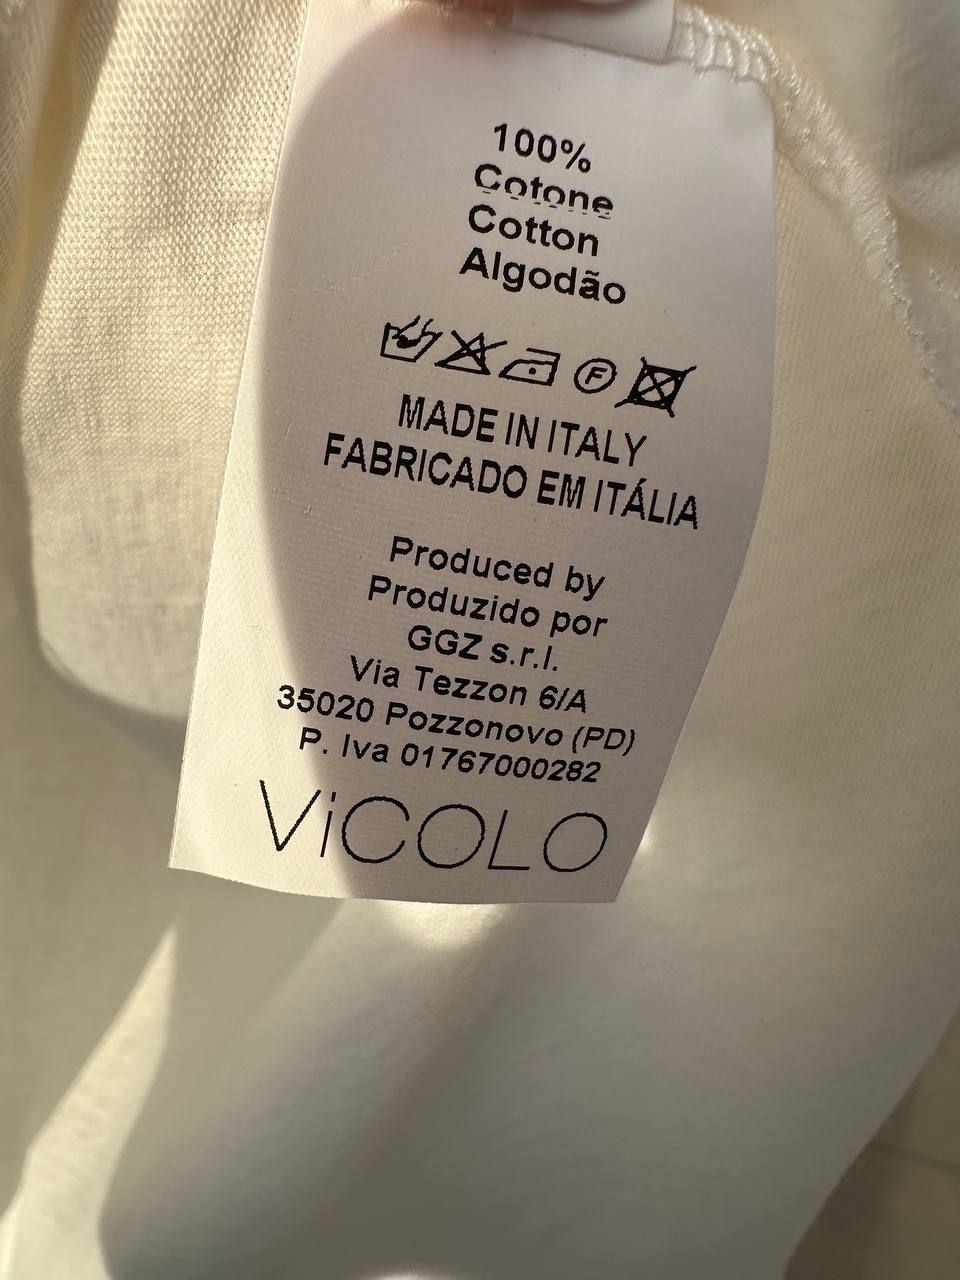 100%
Cotone
Cotton
Algodão
F
MADE IN ITALY
FABRICADO EM ITÁLIA
Produced by
Produzido por
GGZ s.r.l.
Via Tezzon 6/A
35020 Pozzonovo (PD)
P. Iva 01767000282
ViCOLO